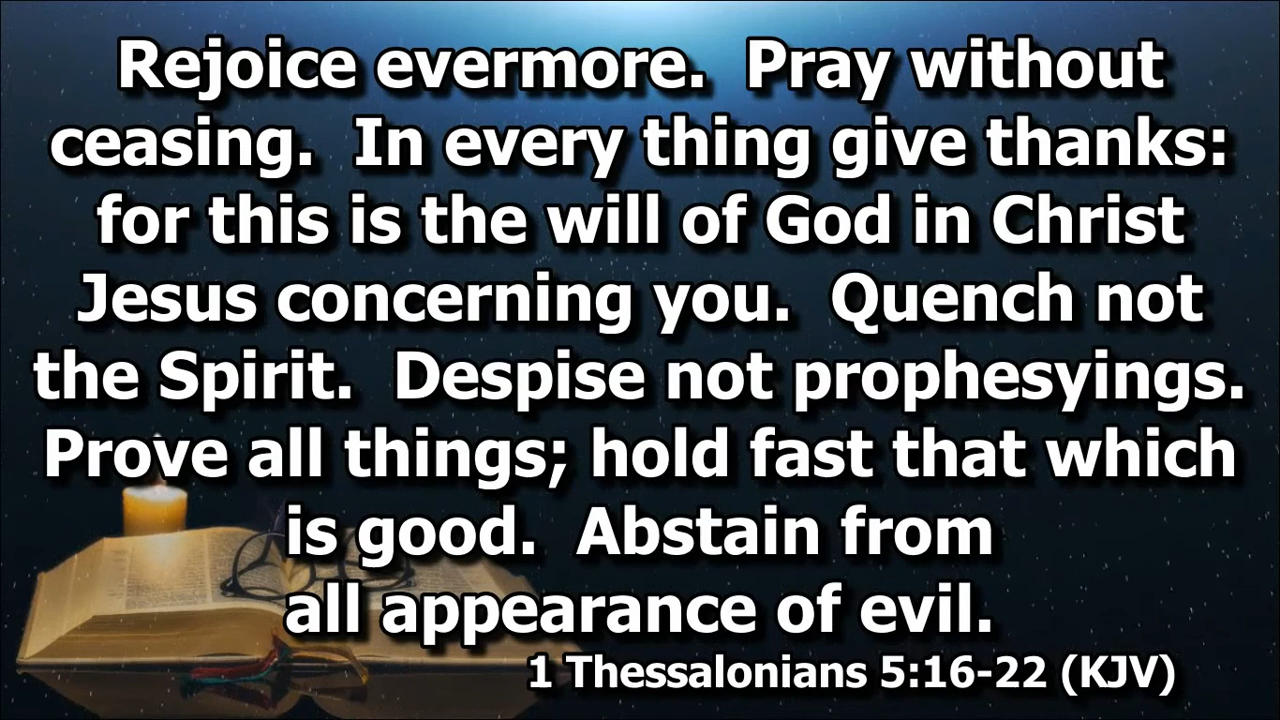 Rejoice evermore.  Pray without
ceasing.  In every thing give thanks:
for this is the will of God in Christ
Jesus concerning you.  Quench not
the Spirit.  Despise not prophesyings.
Prove all things; hold fast that which
is good.  Abstain from
all appearance of evil.
1 Thessalonians 5:16-22 (KJV)